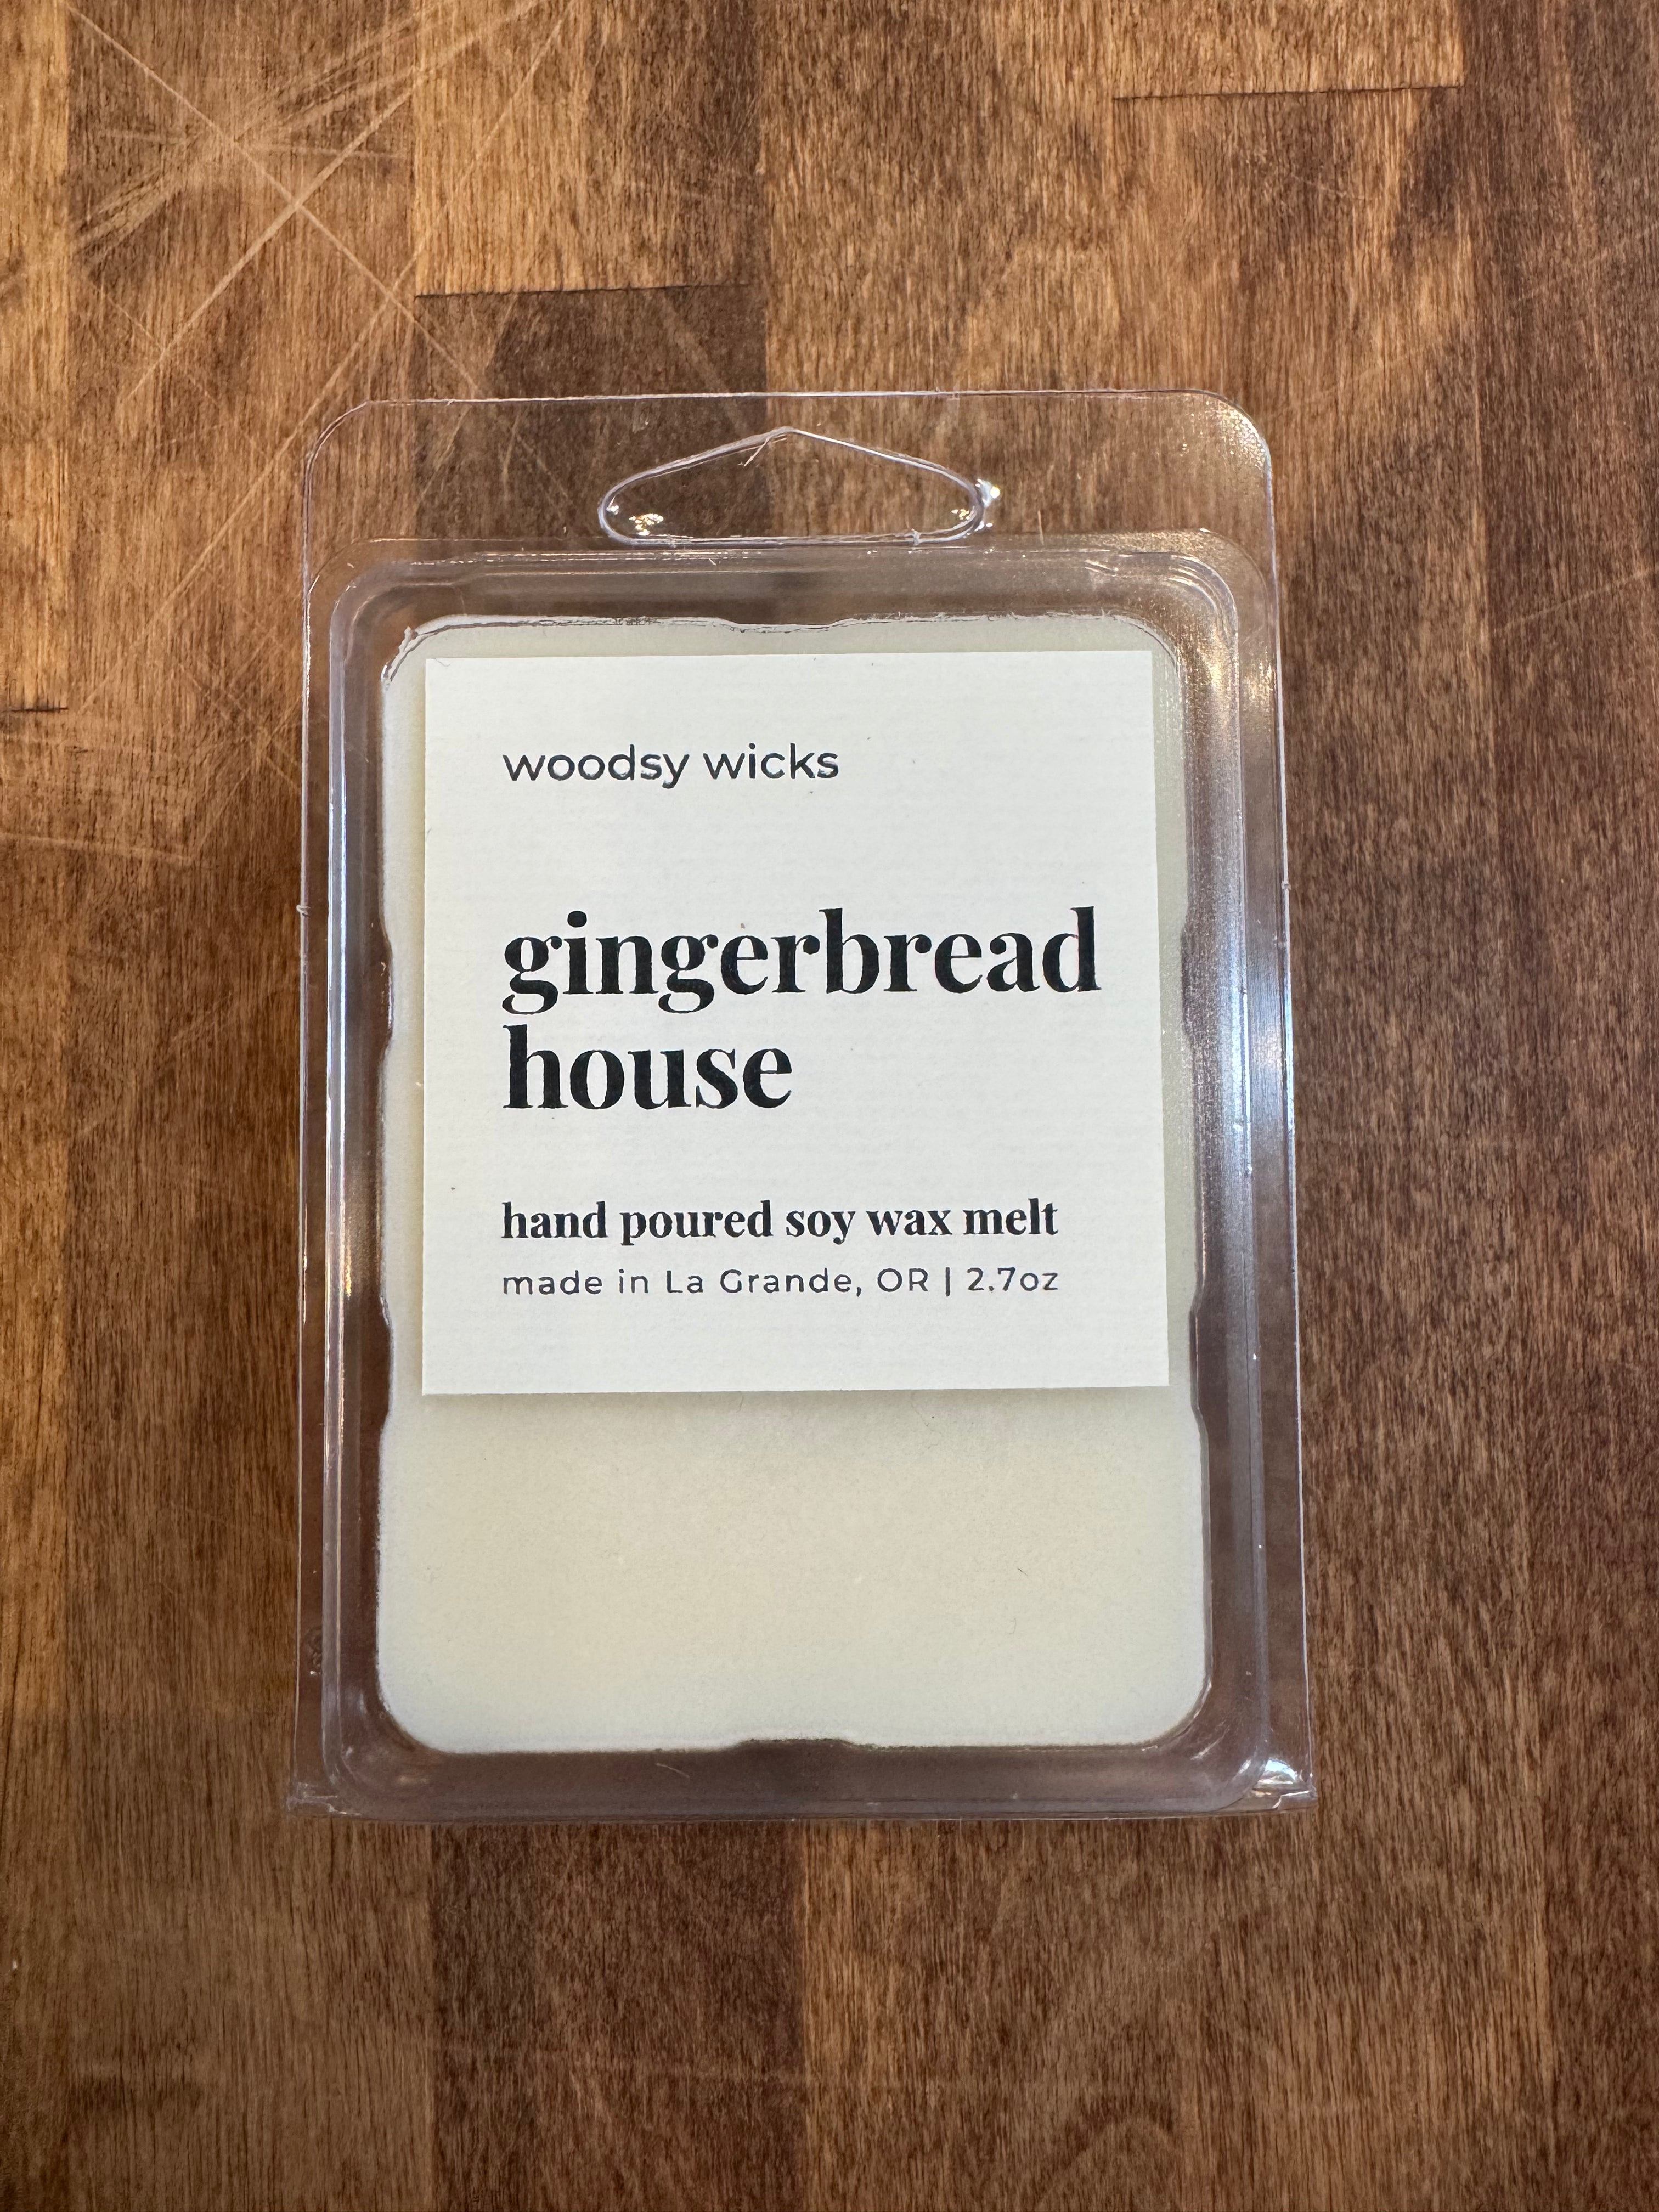 woodsy wicks
gingerbread
house
hand poured soy wax melt
made in La Grande, OR | 2.7oz